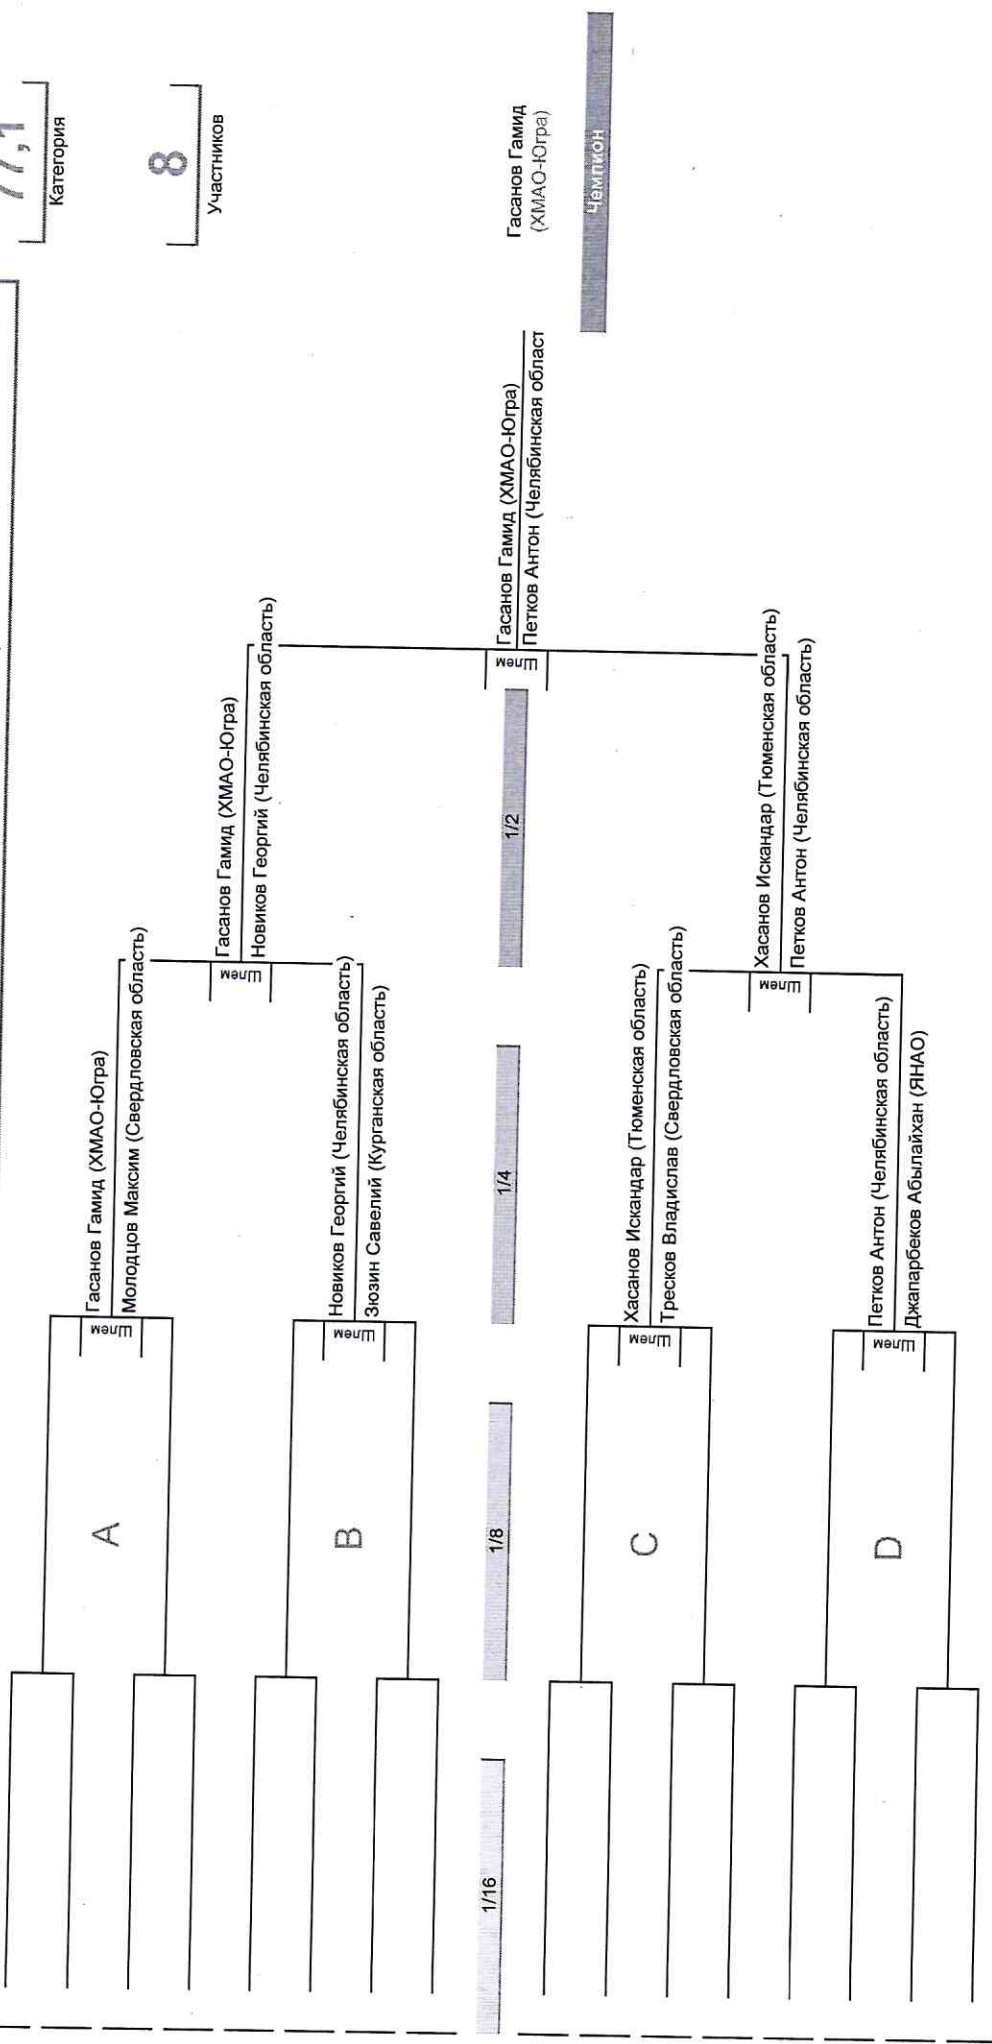 77,1
Категория
8
Участников
A
Гасанов Гамид (ХМАО-Югра)
Шлем
Молодцов Максим (Свердловская область)
Гасанов Гамид (ХМАО-Югра)
Шлем
Новиков Георгий (Челябинская область)
B
Новиков Георгий (Челябинская область)
Шлем
Зюзин Савелий (Курганская область)
1/16
1/8
1/4
1/2
Гасанов Гамид (ХМАО-Югра)
Шлем
Петков Антон (Челябинская област
Гасанов Гамид
(ХМАО-Югра)
Чемпион
C
Хасанов Искандар (Тюменская область)
Шлем
Тресков Владислав (Свердловская область)
Хасанов Искандар (Тюменская область)
Шлем
Петков Антон (Челябинская область)
D
Петков Антон (Челябинская область)
Шлем
Джапарбеков Абылайхан (ЯНАО)